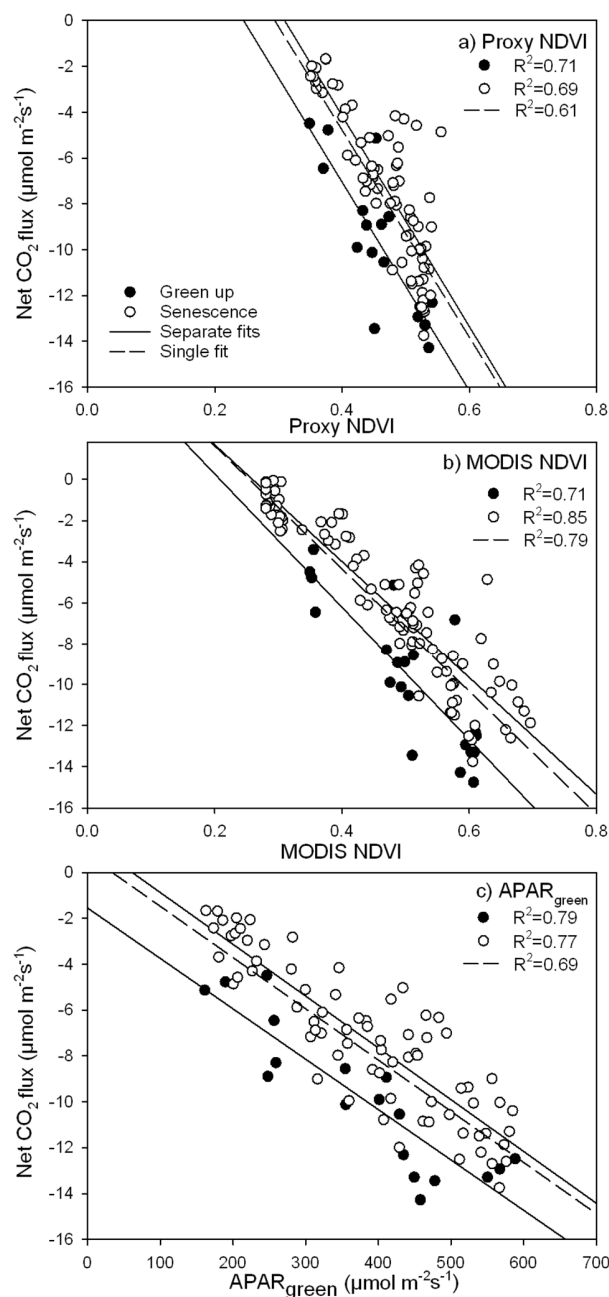 a) Proxy NDVI
R²=0.71
R²=0.69
R²=0.61
Green up
Senescence
Separate fits
Single fit
Net CO₂ flux (µmol m⁻²s⁻¹)
0
-2
-4
-6
-8
-10
-12
-14
-16
0.0
0.2
0.4
0.6
0.8
Proxy NDVI
b) MODIS NDVI
R²=0.71
R²=0.85
R²=0.79
Net CO₂ flux (µmol m⁻²s⁻¹)
0
-2
-4
-6
-8
-10
-12
-14
-16
0.0
0.2
0.4
0.6
0.8
MODIS NDVI
c) APAR_green
R²=0.79
R²=0.77
R²=0.69
Net CO₂ flux (µmol m⁻²s⁻¹)
0
-2
-4
-6
-8
-10
-12
-14
-16
0
100
200
300
400
500
600
700
APAR_green (µmol m⁻²s⁻¹)